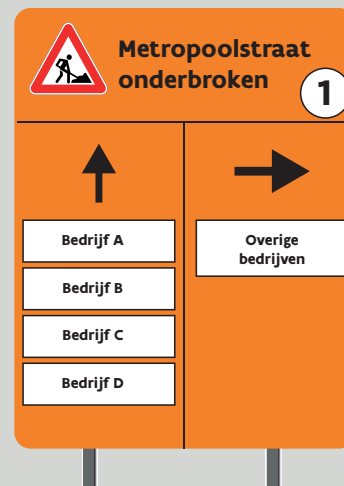 Metropoolstraat
onderbroken
1
Bedrijf A
Bedrijf B
Bedrijf C
Bedrijf D
Overige
bedrijven